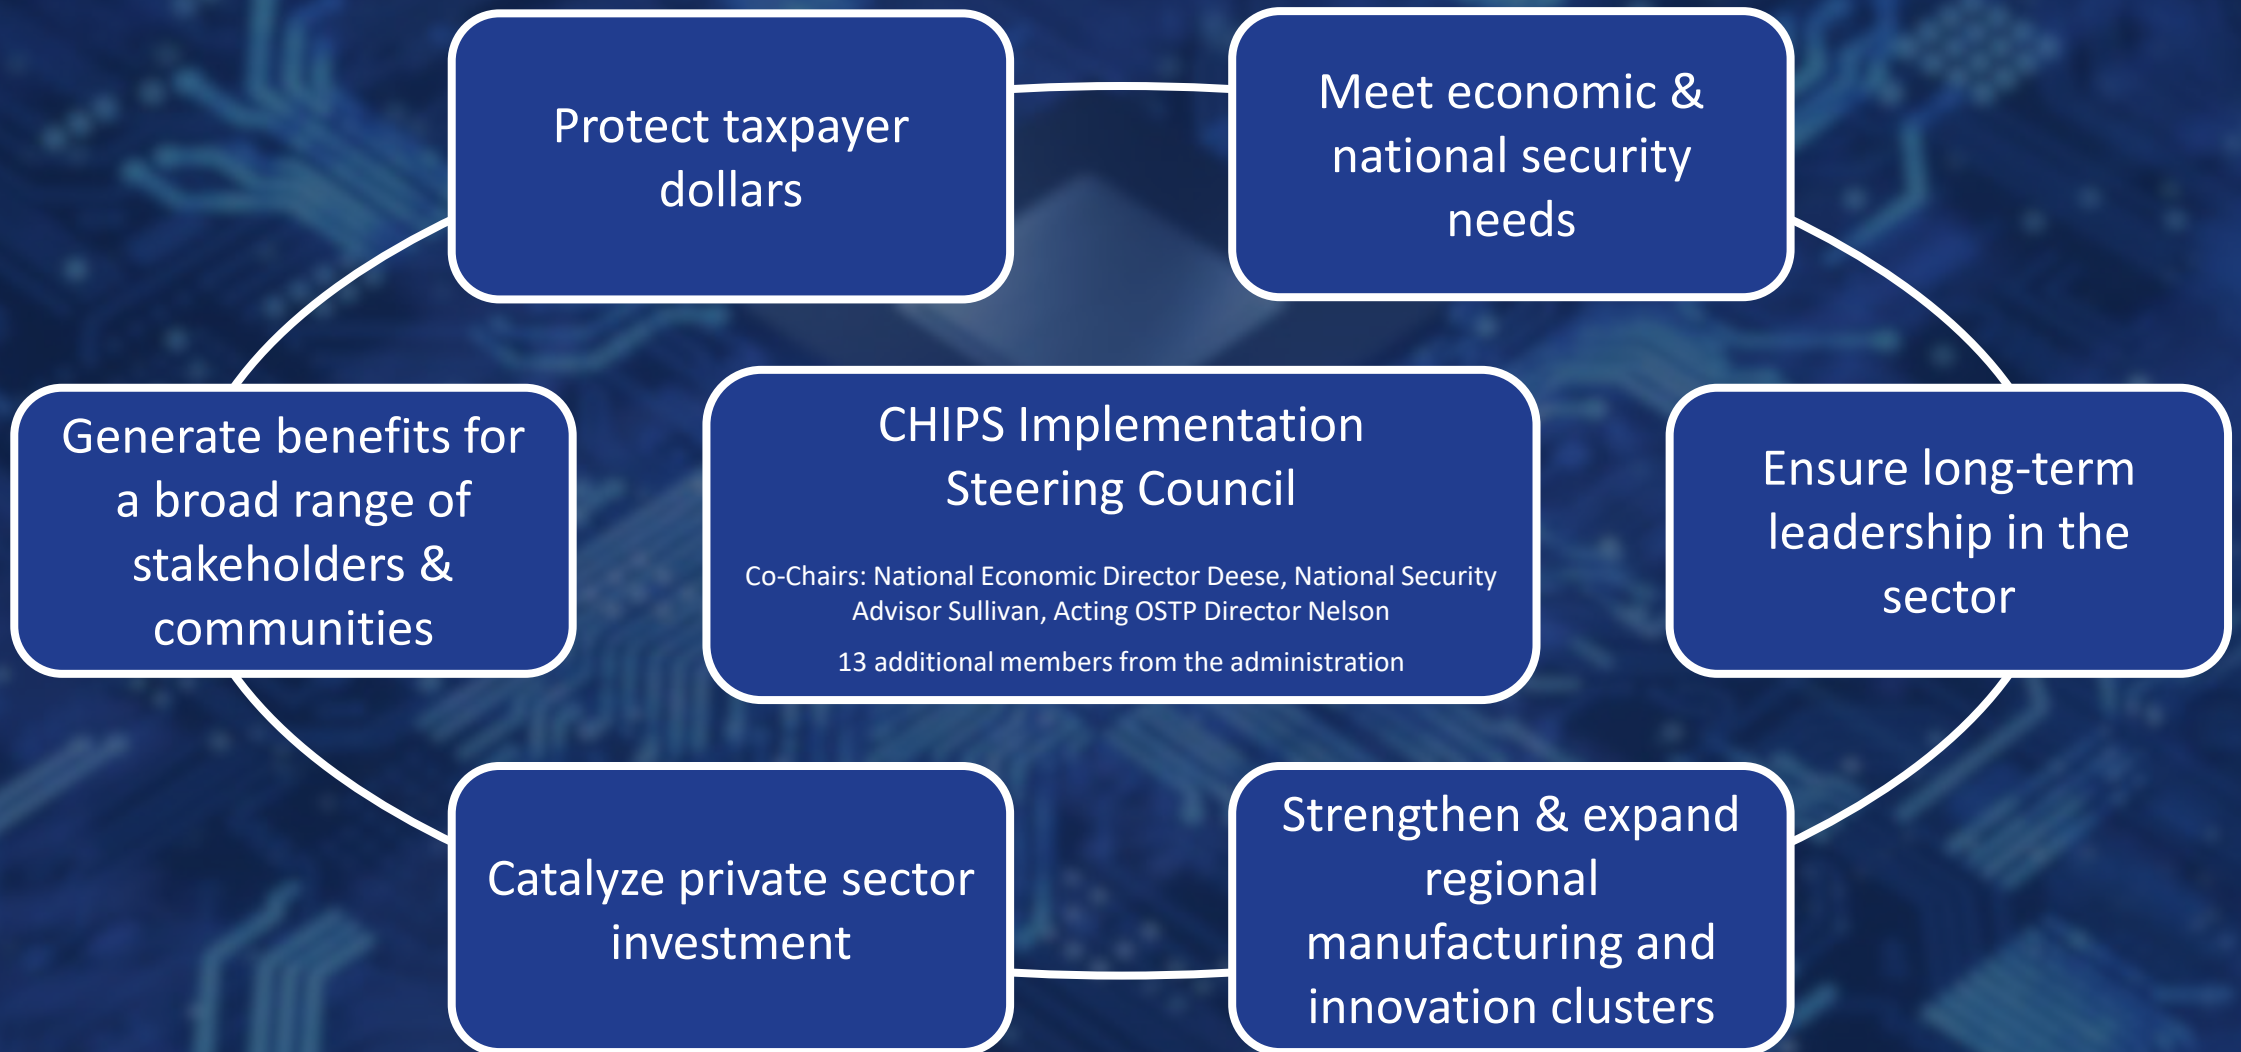 Protect taxpayer
dollars
Meet economic &
national security
needs
Generate benefits for
a broad range of
stakeholders &
communities
CHIPS Implementation
Steering Council
Co-Chairs: National Economic Director Deese, National Security
Advisor Sullivan, Acting OSTP Director Nelson
13 additional members from the administration
Ensure long-term
leadership in the
sector
Catalyze private sector
investment
Strengthen & expand
regional
manufacturing and
innovation clusters